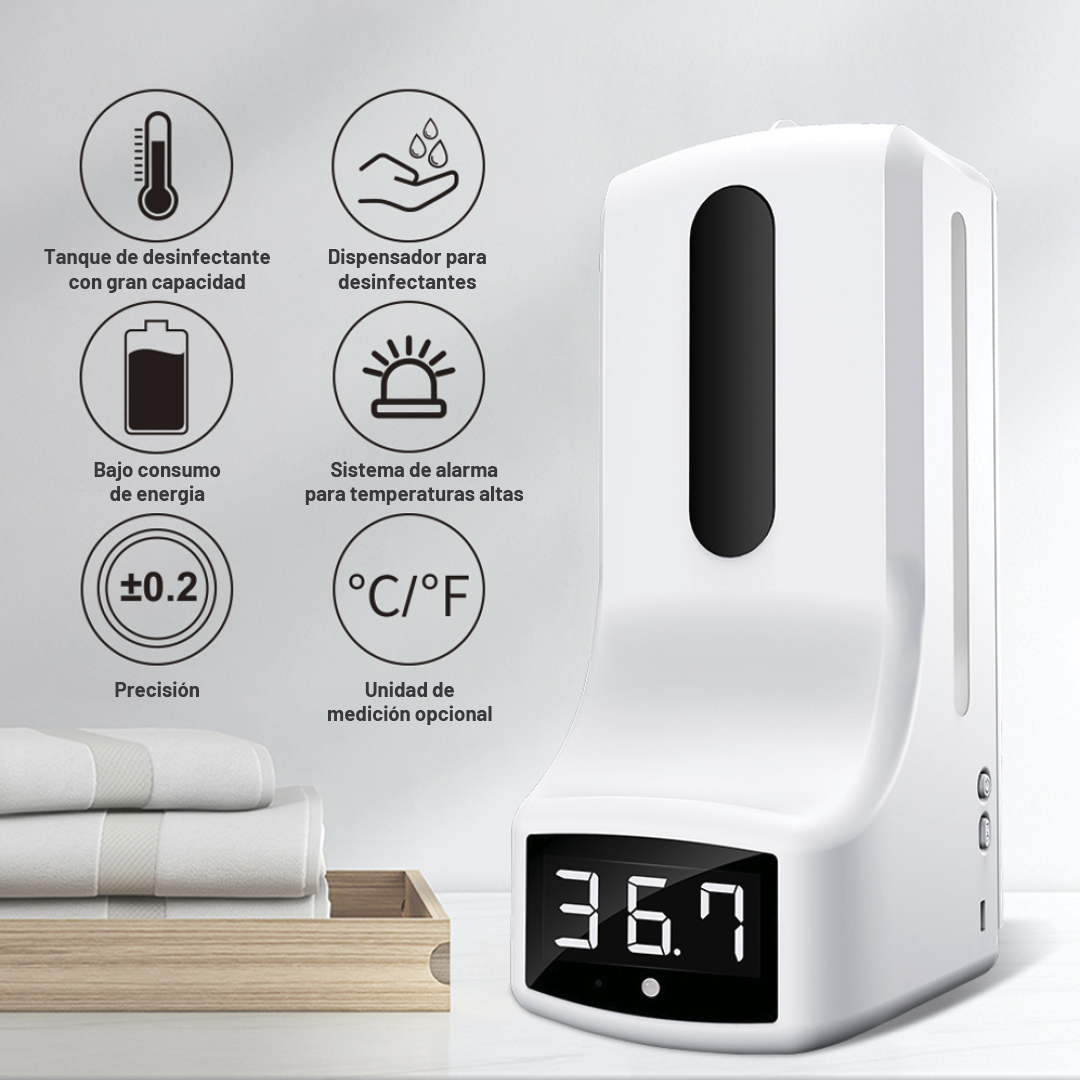 Tanque de desinfectante
con gran capacidad
Dispensador para
desinfectantes
Bajo consumo
de energia
Sistema de alarma
para temperaturas altas
±0.2
Precisión
°C/°F
Unidad de
medición opcional
36.7